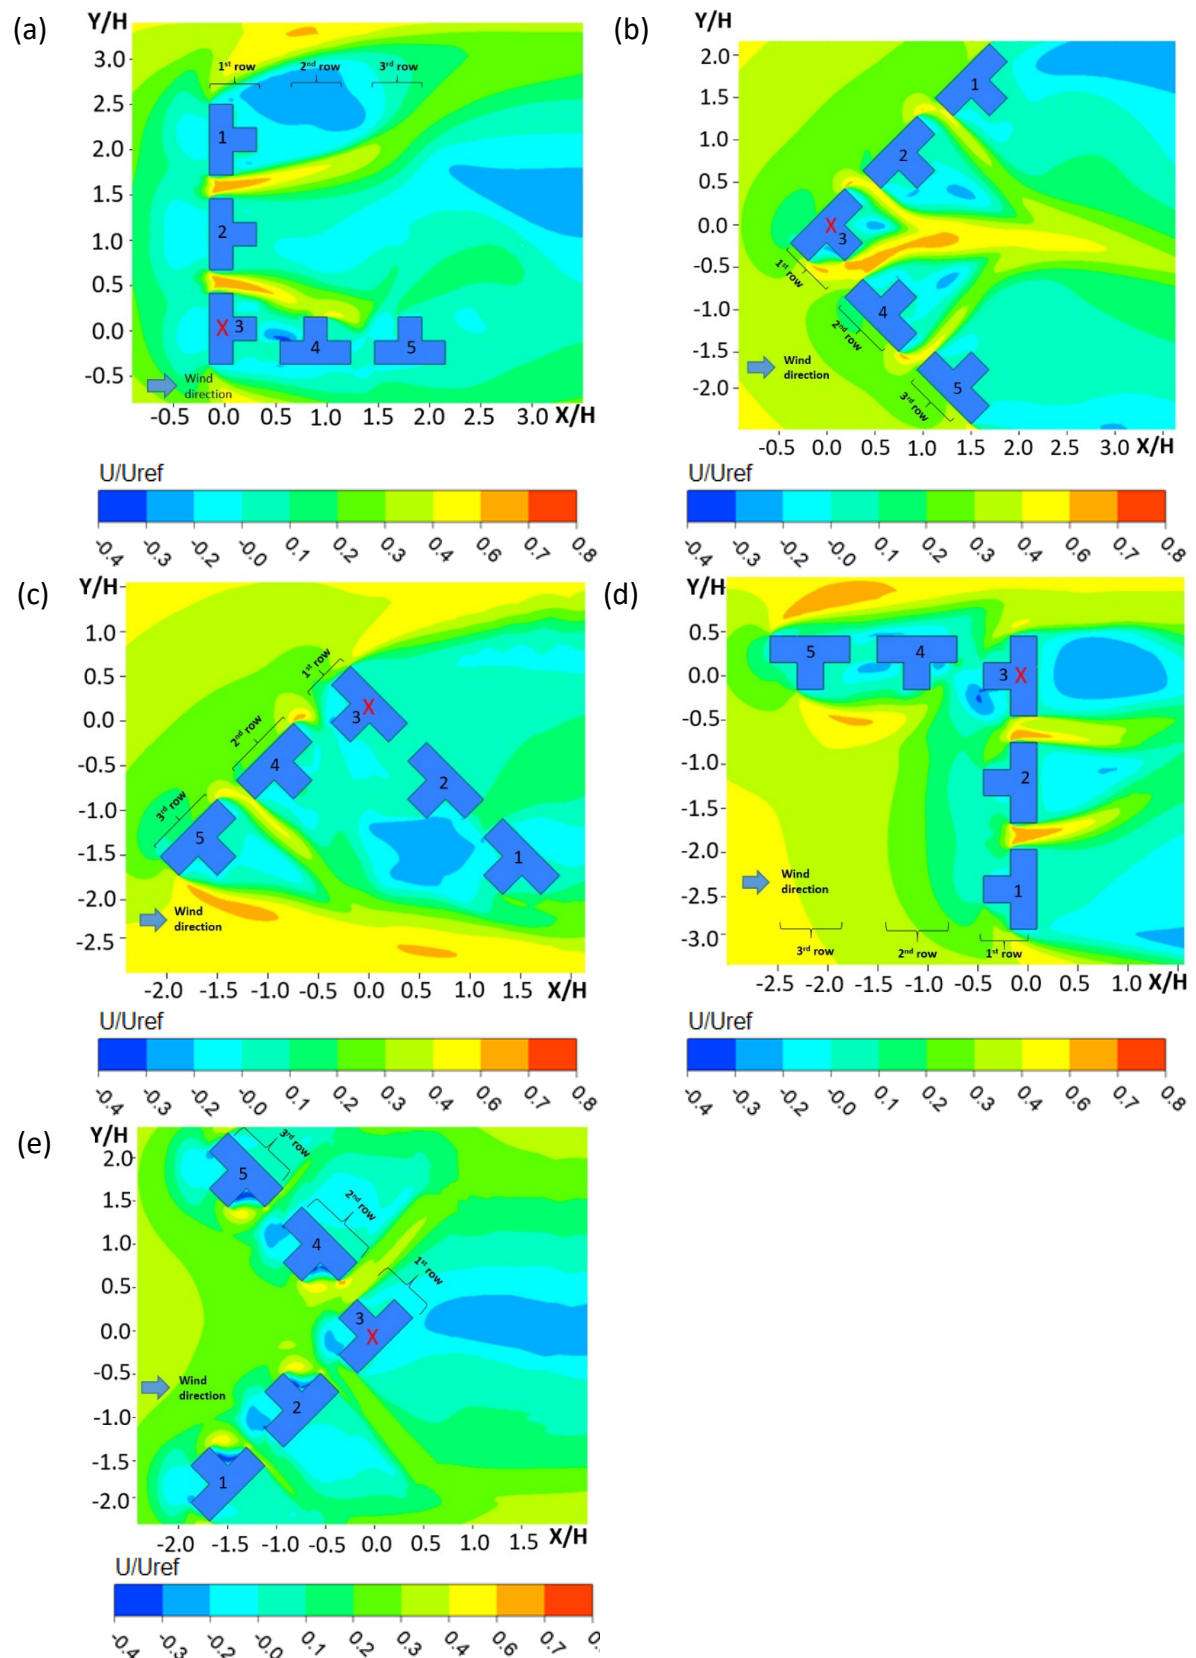 (a)
Y/H
3.0
2.5
2.0
1.5
1.0
0.5
0.0
-0.5
1st row
2nd row
3rd row
1
2
X 3
4
5
Wind
direction
-0.5 0.0 0.5 1.0 1.5 2.0 2.5 3.0 X/H
U/Uref
-0.4 -0.3 -0.2 -0.0 0.1 0.2 0.3 0.4 0.6 0.7 0.8
(b)
Y/H
2.0
1.5
1.0
0.5
0.0
-0.5
-1.0
-1.5
-2.0
1
2
X 3
4
5
1st row
2nd row
3rd row
Wind
direction
-0.5 0.0 0.5 1.0 1.5 2.0 3.0 X/H
U/Uref
-0.4 -0.3 -0.2 -0.0 0.1 0.2 0.3 0.4 0.6 0.7 0.8
(c)
Y/H
1.0
0.5
0.0
-0.5
-1.0
-1.5
-2.0
-2.5
1st row
2nd row
3rd row
3 X
4
2
5
1
Wind
direction
-2.0 -1.5 -1.0 -0.5 0.0 0.5 1.0 1.5 X/H
U/Uref
-0.4 -0.3 -0.2 -0.0 0.1 0.2 0.3 0.4 0.6 0.7 0.8
(d)
Y/H
0.5
0.0
-0.5
-1.0
-1.5
-2.0
-2.5
-3.0
5
4
3 X
2
1
Wind
direction
3rd row
2nd row
1st row
-2.5 -2.0 -1.5 -1.0 -0.5 0.0 0.5 1.0 X/H
U/Uref
-0.4 -0.3 -0.2 -0.0 0.1 0.2 0.3 0.4 0.6 0.7 0.8
(e)
Y/H
2.0
1.5
1.0
0.5
0.0
-0.5
-1.0
-1.5
-2.0
3rd row
2nd row
1st row
5
4
3
X
2
1
Wind
direction
-2.0 -1.5 -1.0 -0.5 0.0 0.5 1.0 1.5 X/H
U/Uref
-0.4 -0.3 -0.2 -0.0 0.1 0.2 0.3 0.4 0.6 0.7 0.